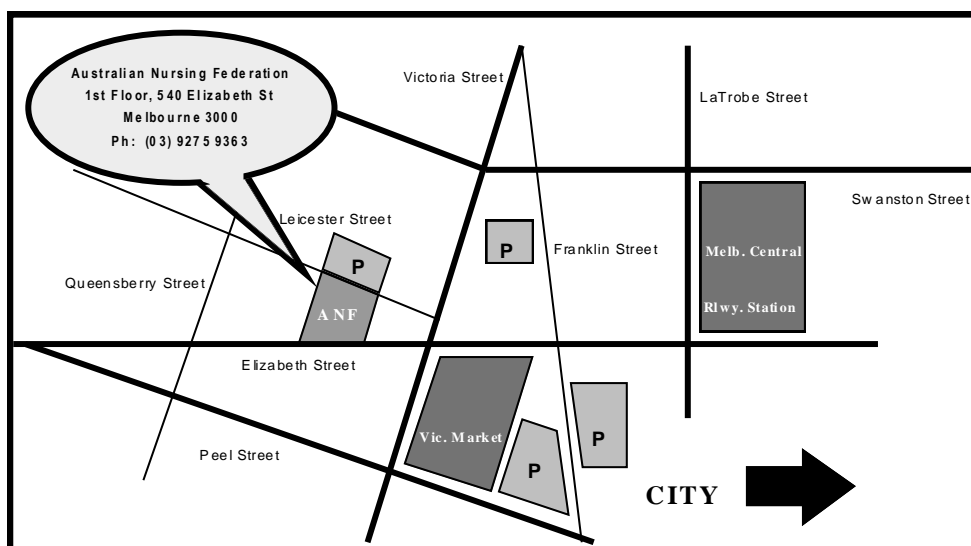 Australian Nursing Federation
1st Floor, 540 Elizabeth St
Melbourne 3000
Ph: (03) 9275 9363
Victoria Street
LaTrobe Street
Swanston Street
Leicester Street
Franklin Street
Queensberry Street
P
P
Melb. Central
Rlwy. Station
ANF
Elizabeth Street
Vic. Market
P
P
Peel Street
CITY